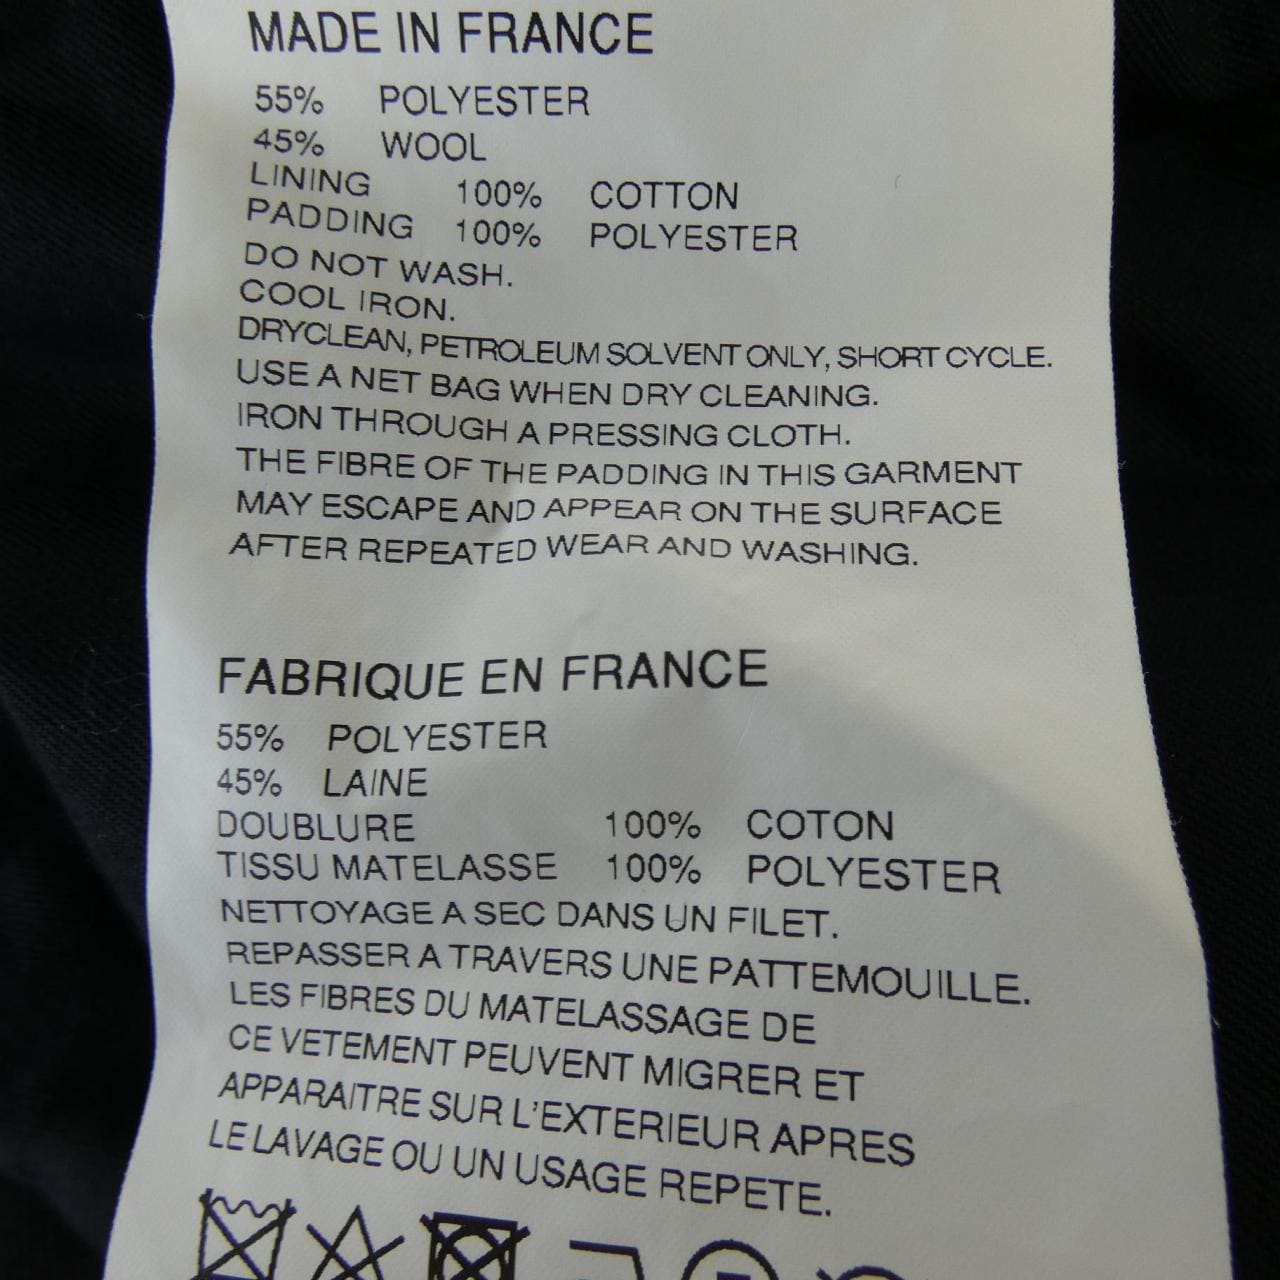 MADE IN FRANCE
55% POLYESTER
45% WOOL
LINING 100% COTTON
PADDING 100% POLYESTER
DO NOT WASH.
COOL IRON.
DRYCLEAN, PETROLEUM SOLVENT ONLY, SHORT CYCLE.
USE A NET BAG WHEN DRY CLEANING.
IRON THROUGH A PRESSING CLOTH.
THE FIBRE OF THE PADDING IN THIS GARMENT
MAY ESCAPE AND APPEAR ON THE SURFACE
AFTER REPEATED WEAR AND WASHING.
FABRIQUE EN FRANCE
55% POLYESTER
45% LAINE
DOUBLURE 100% COTON
TISSU MATELASSE 100% POLYESTER
NETTOYAGE A SEC DANS UN FILET.
REPASSER A TRAVERS UNE PATTEMOUILLE.
LES FIBRES DU MATELASSAGE DE
CE VETEMENT PEUVENT MIGRER ET
APPARAITRE SUR L'EXTERIEUR APRES
LE LAVAGE OU UN USAGE REPETE.